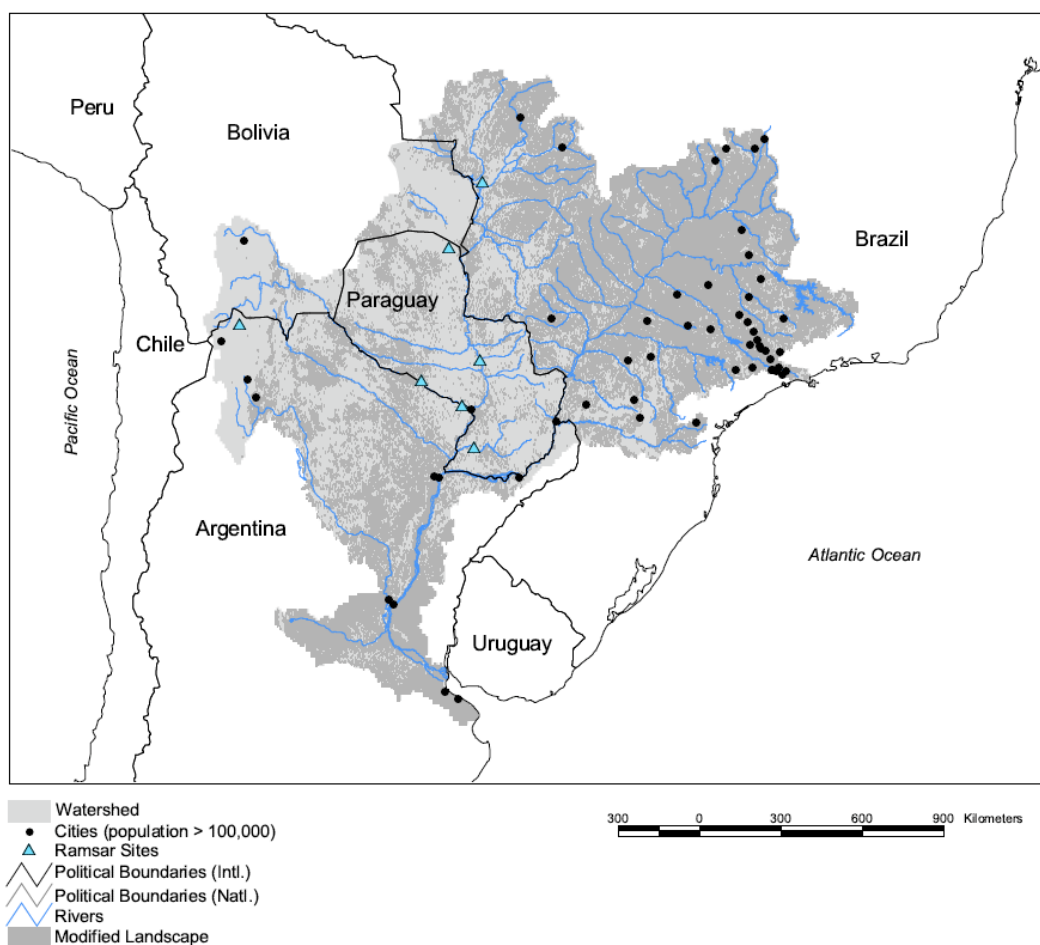 Peru
Bolivia
Brazil
Paraguay
Chile
Pacific Ocean
Argentina
Atlantic Ocean
Uruguay
Watershed
Cities (population > 100,000)
Ramsar Sites
Political Boundaries (Intl.)
Political Boundaries (Natl.)
Rivers
Modified Landscape
300 0 300 600 900 Kilometers